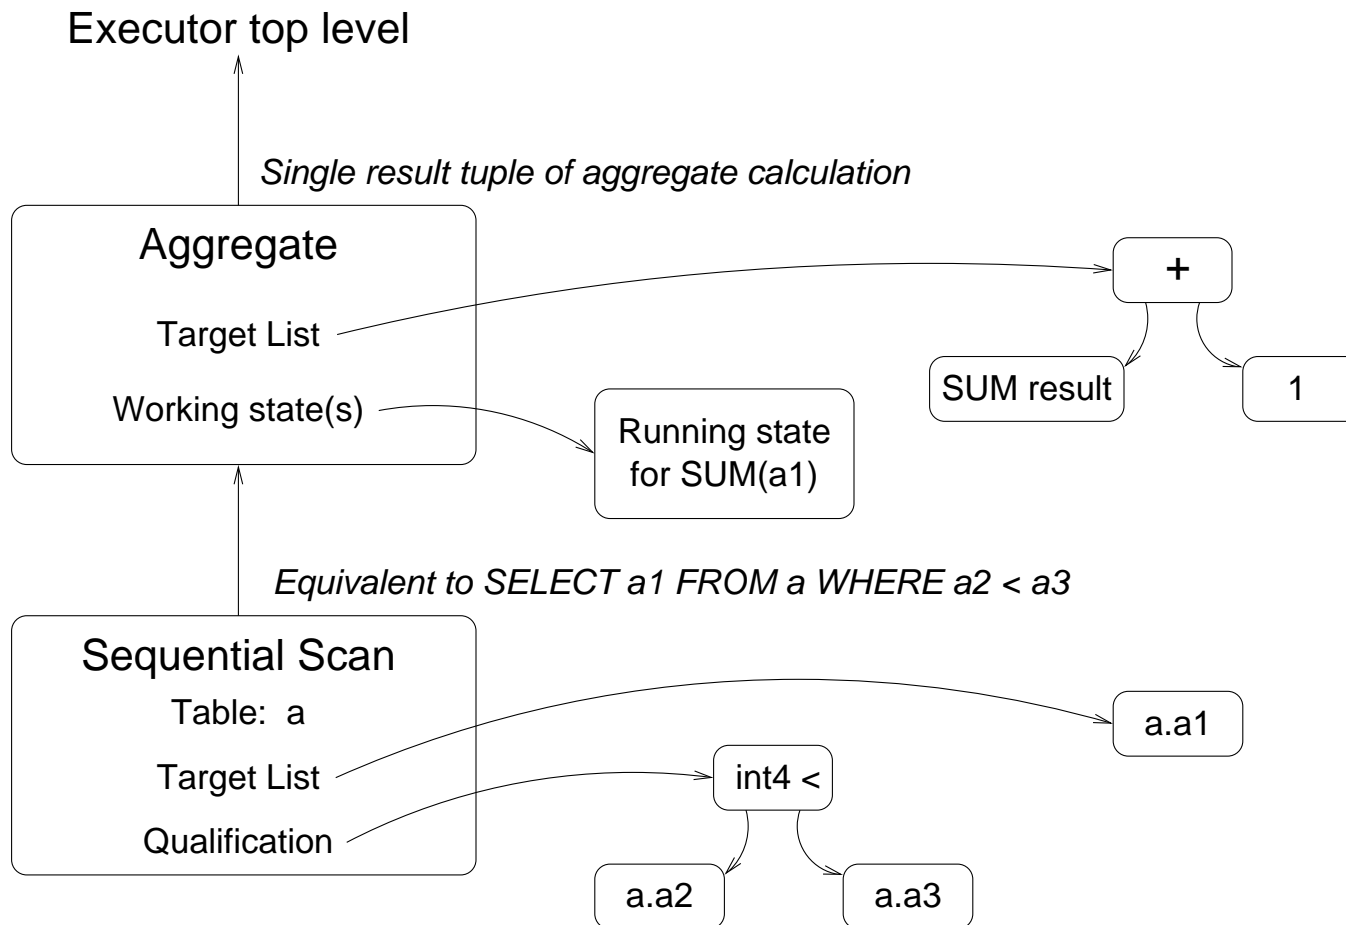 Executor top level
Single result tuple of aggregate calculation
Aggregate
+
Target List
SUM result
1
Working state(s)
Running state
for SUM(a1)
Equivalent to SELECT a1 FROM a WHERE a2 < a3
Sequential Scan
Table: a
a.a1
Target List
int4 <
Qualification
a.a2
a.a3